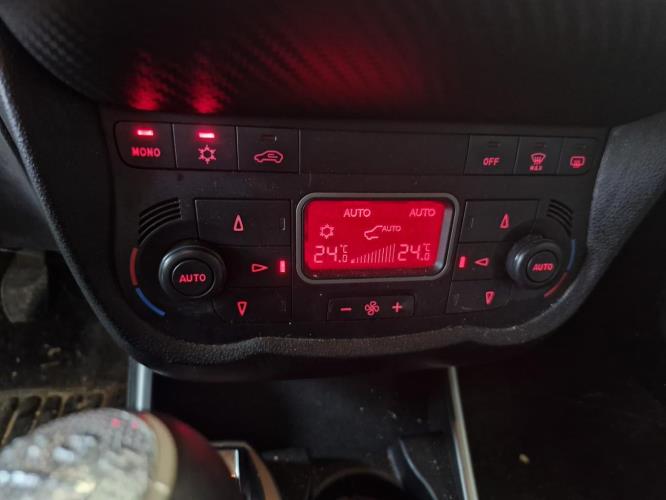 MONO
OFF
MAX
AUTO AUTO
AUTO
24.0 °C 24.0 °C
AUTO
AUTO
- +